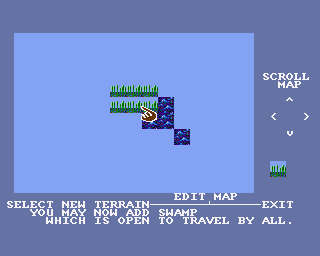 SCROLL
MAP
EDIT MAP
SELECT NEW TERRAIN EXIT
YOU MAY NOW ADD SWAMP
WHICH IS OPEN TO TRAVEL BY ALL.